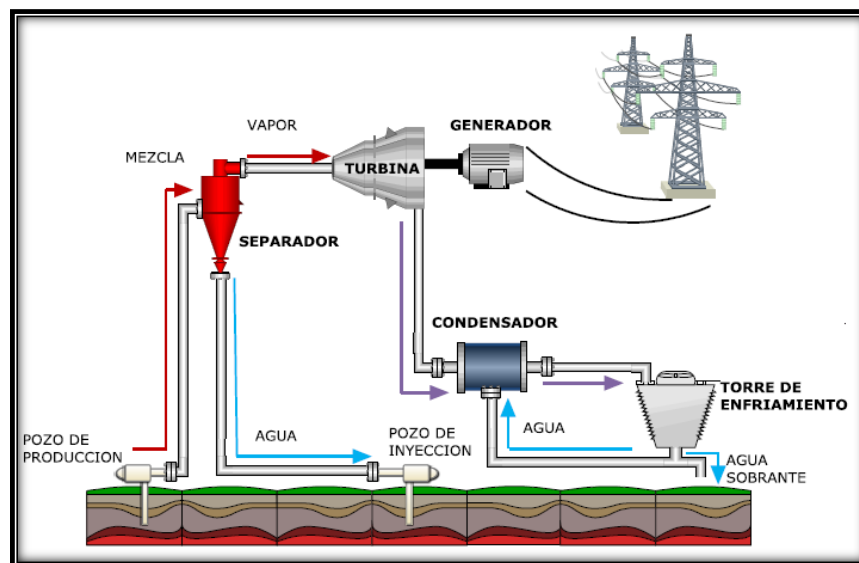 VAPOR
GENERADOR
MEZCLA
TURBINA
SEPARADOR
CONDENSADOR
TORRE DE
ENFRIAMIENTO
POZO DE
PRODUCCION
AGUA
POZO DE
INYECCION
AGUA
AGUA
SOBRANTE